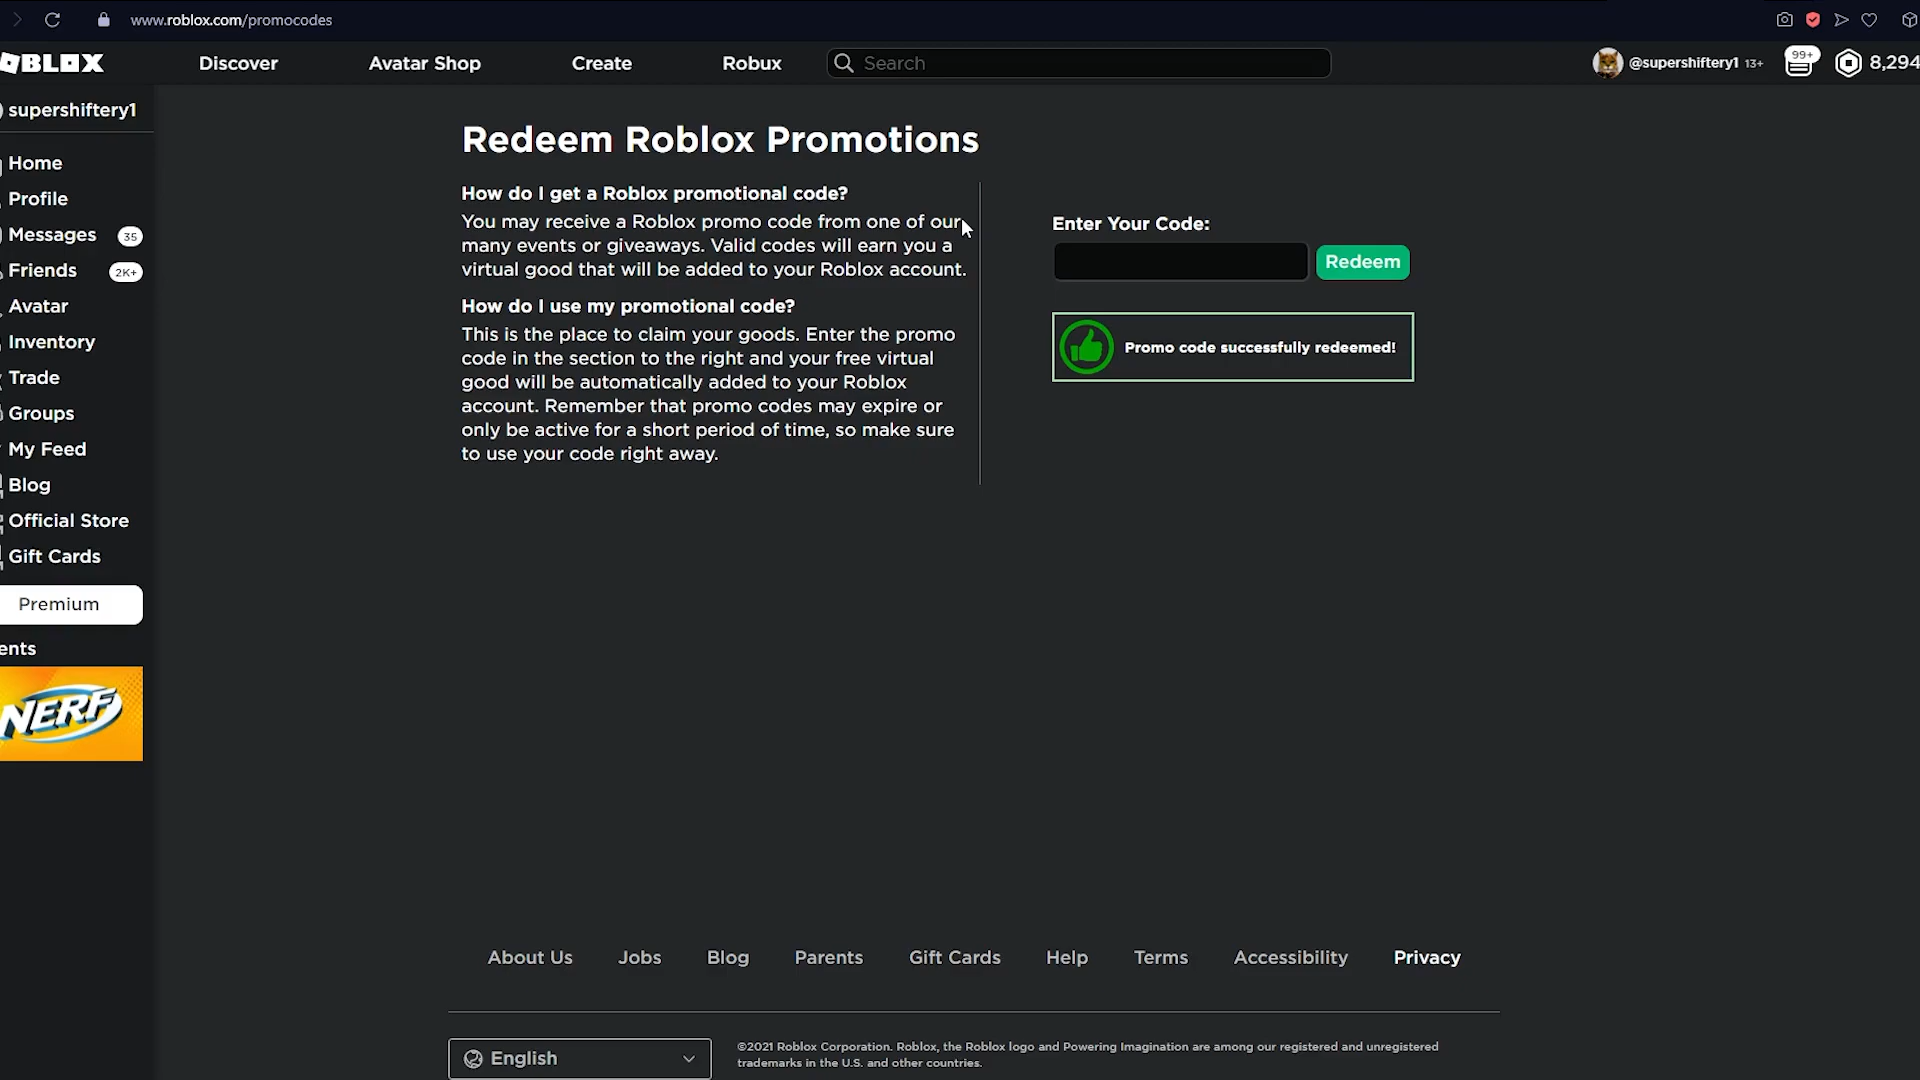 www.roblox.com/promocodes
ROBLOX
Discover
Avatar Shop
Create
Robux
Search
@supershiftery1 13+
99+
8,294
supershiftery1
Home
Profile
Messages 35
Friends 2K+
Avatar
Inventory
Trade
Groups
My Feed
Blog
Official Store
Gift Cards
Premium
ents
NERF
Redeem Roblox Promotions
How do I get a Roblox promotional code?
You may receive a Roblox promo code from one of our
many events or giveaways. Valid codes will earn you a
virtual good that will be added to your Roblox account.
How do I use my promotional code?
This is the place to claim your goods. Enter the promo
code in the section to the right and your free virtual
good will be automatically added to your Roblox
account. Remember that promo codes may expire or
only be active for a short period of time, so make sure
to use your code right away.
Enter Your Code:
Redeem
Promo code successfully redeemed!
About Us
Jobs
Blog
Parents
Gift Cards
Help
Terms
Accessibility
Privacy
English
©2021 Roblox Corporation. Roblox, the Roblox logo and Powering Imagination are among our registered and unregistered
trademarks in the U.S. and other countries.